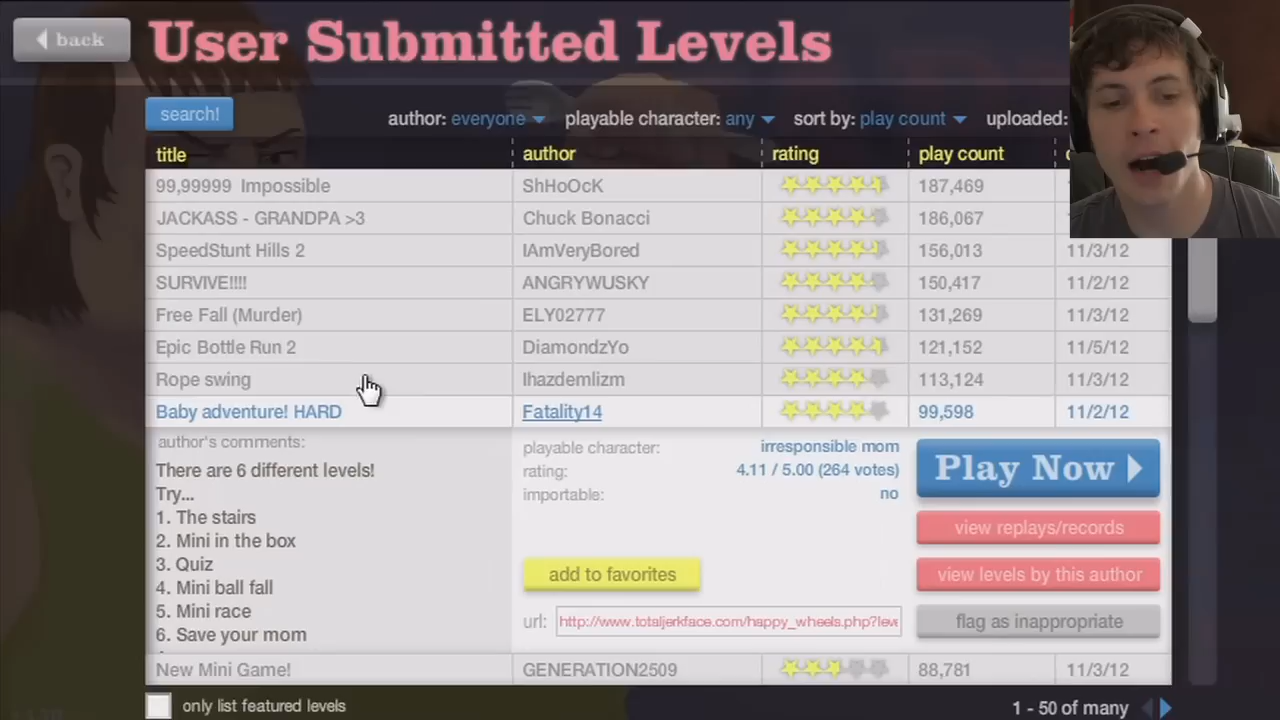 back
User Submitted Levels
search!
author: everyone playable character: any sort by: play count uploaded:
title author rating play count
99,99999 Impossible ShHoOcK 187,469
JACKASS - GRANDPA >3 Chuck Bonacci 186,067
SpeedStunt Hills 2 IAmVeryBored 156,013 11/3/12
SURVIVE!!!! ANGRYWUSKY 150,417 11/2/12
Free Fall (Murder) ELY02777 131,269 11/3/12
Epic Bottle Run 2 DiamondzYo 121,152 11/5/12
Rope swing Ihazdemlizm 113,124 11/3/12
Baby adventure! HARD Fatality14 99,598 11/2/12
author's comments:
There are 6 different levels!
Try...
1. The stairs
2. Mini in the box
3. Quiz
4. Mini ball fall
5. Mini race
6. Save your mom
playable character: irresponsible mom
rating: 4.11 / 5.00 (264 votes)
importable: no
add to favorites
url: http://www.totaljerkface.com/happy_wheels.php?leve
Play Now
view replays/records
view levels by this author
flag as inappropriate
New Mini Game! GENERATION2509 88,781 11/3/12
only list featured levels 1 - 50 of many